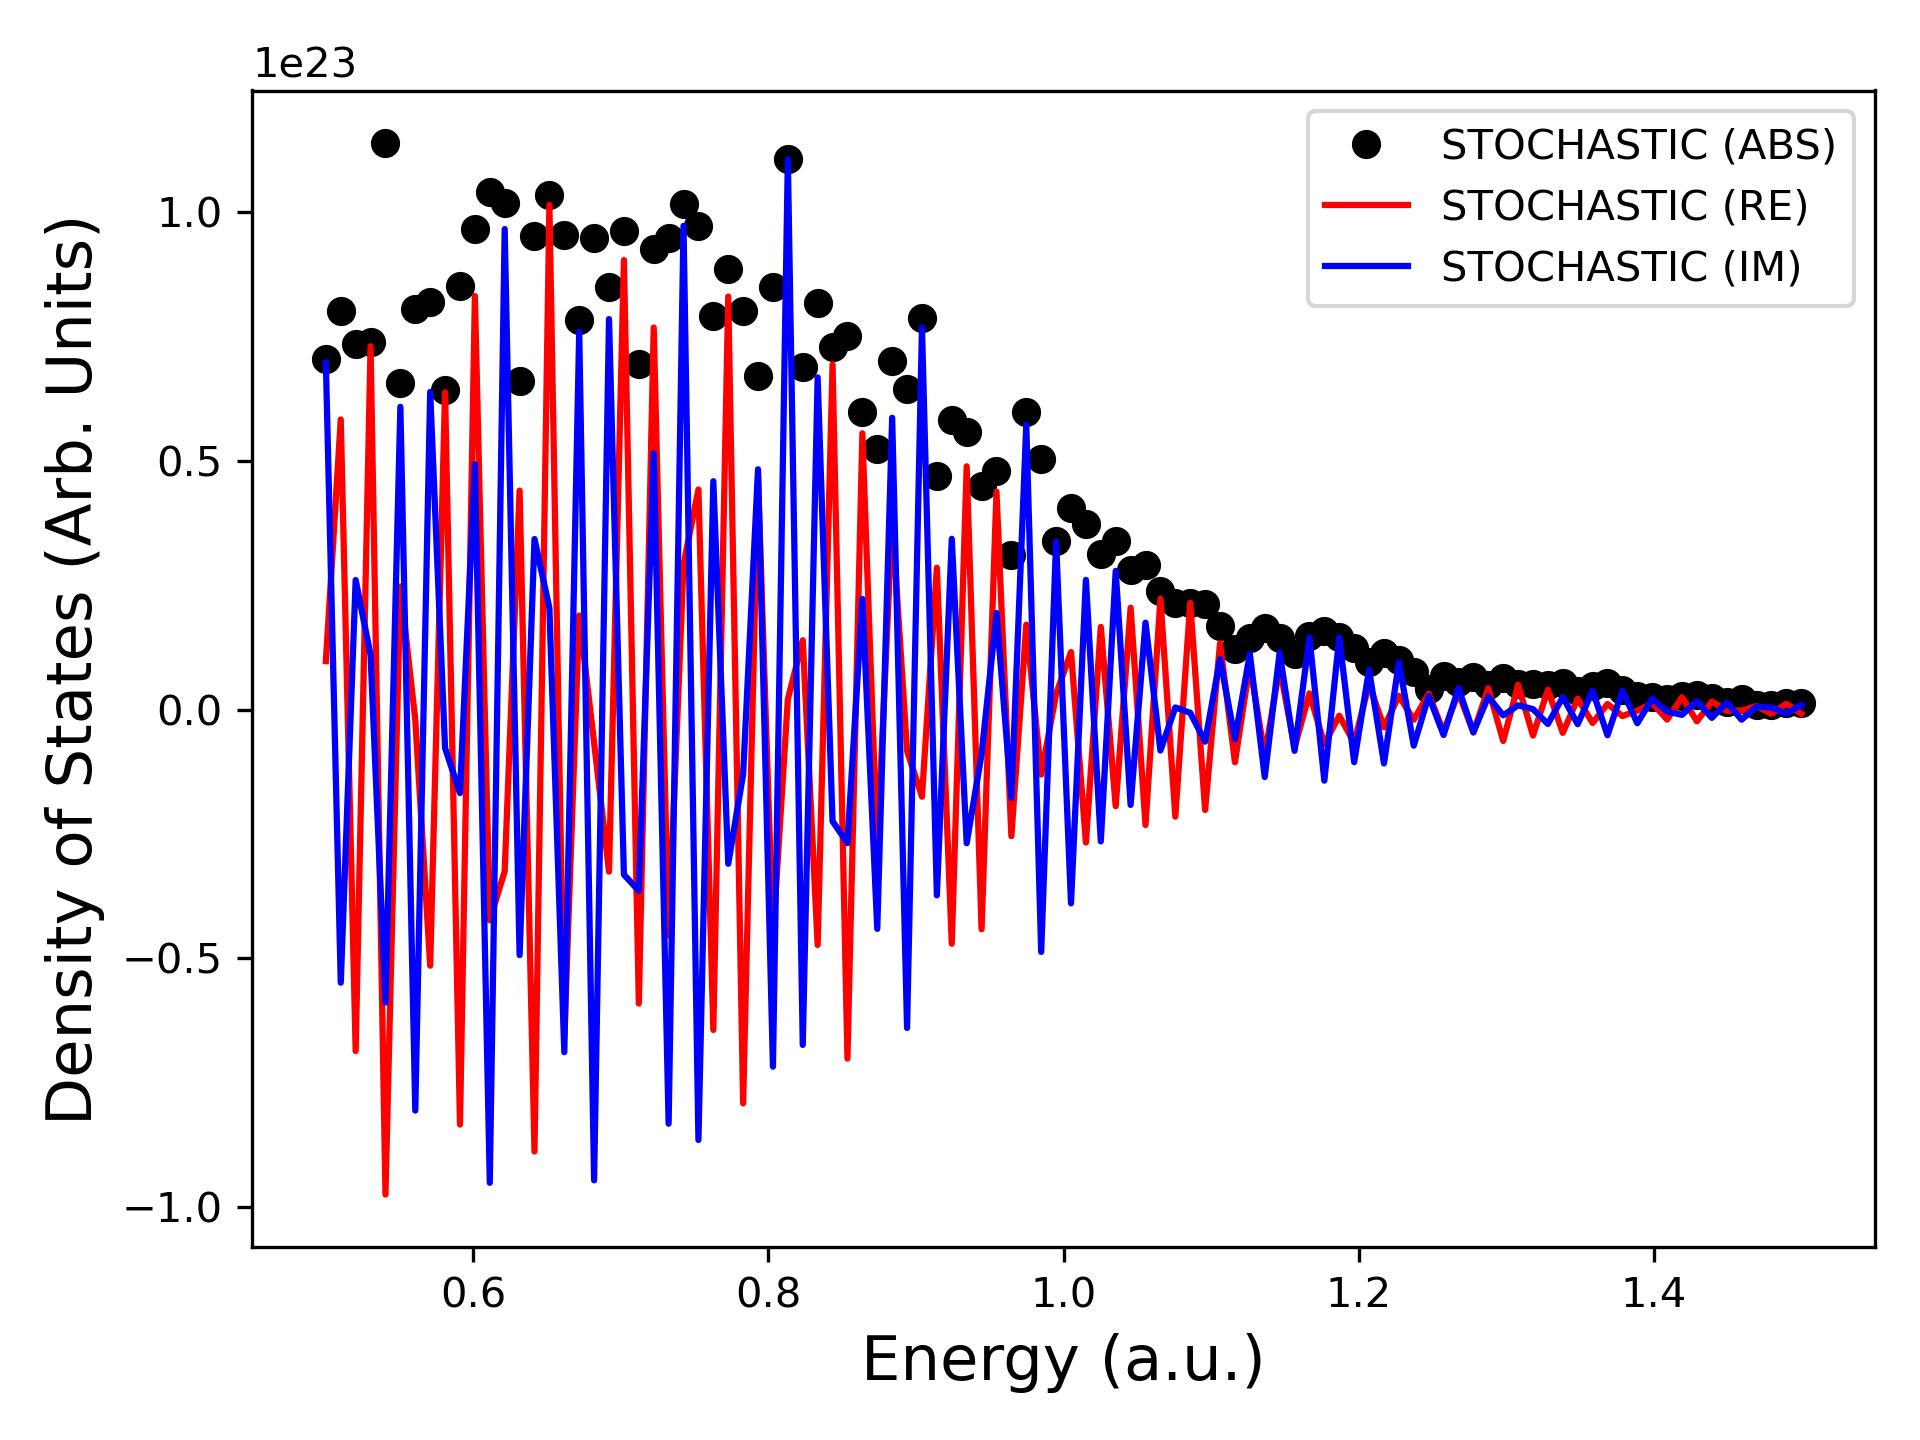 1e23
STOCHASTIC (ABS)
STOCHASTIC (RE)
STOCHASTIC (IM)
Density of States (Arb. Units)
1.0
0.5
0.0
−0.5
−1.0
0.6 0.8 1.0 1.2 1.4
Energy (a.u.)